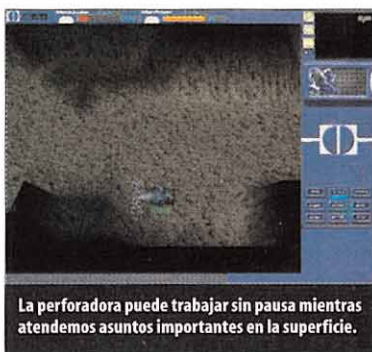 La perforadora puede trabajar sin pausa mientras
atendemos asuntos importantes en la superficie.